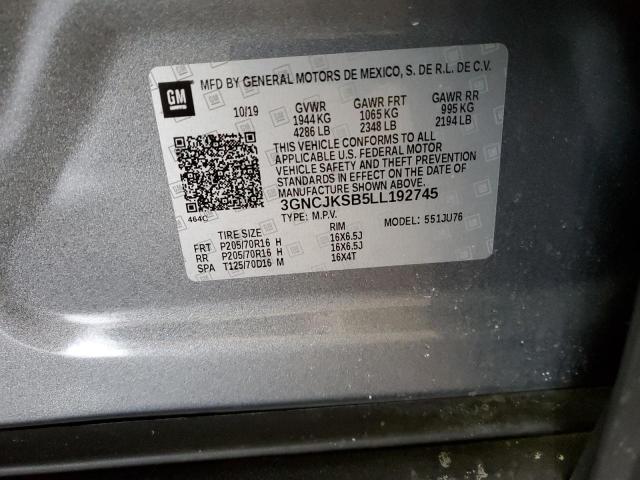 GM
MFD BY GENERAL MOTORS DE MEXICO, S. DE R.L. DE C.V.
10/19 GVWR GAWR FRT GAWR RR
1944 KG 1065 KG 995 KG
4286 LB 2348 LB 2194 LB
THIS VEHICLE CONFORMS TO ALL
APPLICABLE U.S. FEDERAL MOTOR
VEHICLE SAFETY AND THEFT PREVENTION
STANDARDS IN EFFECT ON THE DATE OF
MANUFACTURE SHOWN ABOVE.
464C 3GNCJKSB5LL192745
TYPE: M.P.V. MODEL: 551JU76
TIRE SIZE RIM
FRT P205/70R16 H 16X6.5J
RR P205/70R16 H 16X6.5J
SPA T125/70D16 M 16X4T